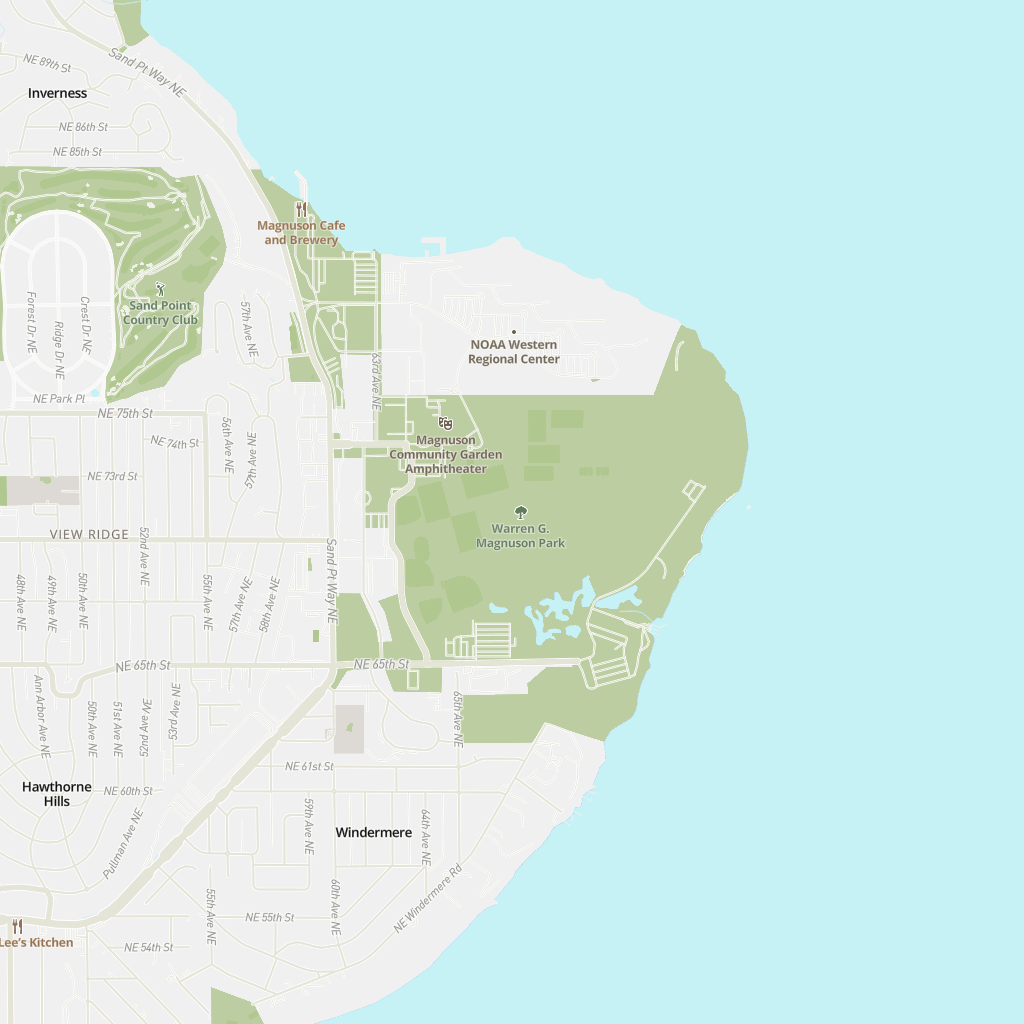 NE 89th St
Sand Pt Way NE
Inverness
NE 86th St
NE 85th St
Magnuson Cafe
and Brewery
Sand Point
Country Club
Forest Dr NE
Ridge Dr NE
Crest Dr NE
57th Ave NE
NOAA Western
Regional Center
63rd Ave NE
NE Park Pl
NE 75th St
NE 74th St
56th Ave NE
57th Ave NE
Magnuson
Community Garden
Amphitheater
NE 73rd St
VIEW RIDGE
52nd Ave NE
Warren G.
Magnuson Park
Sand Pt Way NE
48th Ave NE
49th Ave NE
50th Ave NE
55th Ave NE
57th Ave NE
58th Ave NE
NE 65th St
NE 65th St
Ann Arbor Ave NE
50th Ave NE
51st Ave NE
52nd Ave NE
53rd Ave NE
65th Ave NE
NE 61st St
Hawthorne
Hills
NE 60th St
Pullman Ave NE
59th Ave NE
Windermere
64th Ave NE
55th Ave NE
60th Ave NE
NE Windermere Rd
NE 55th St
Lee's Kitchen
NE 54th St